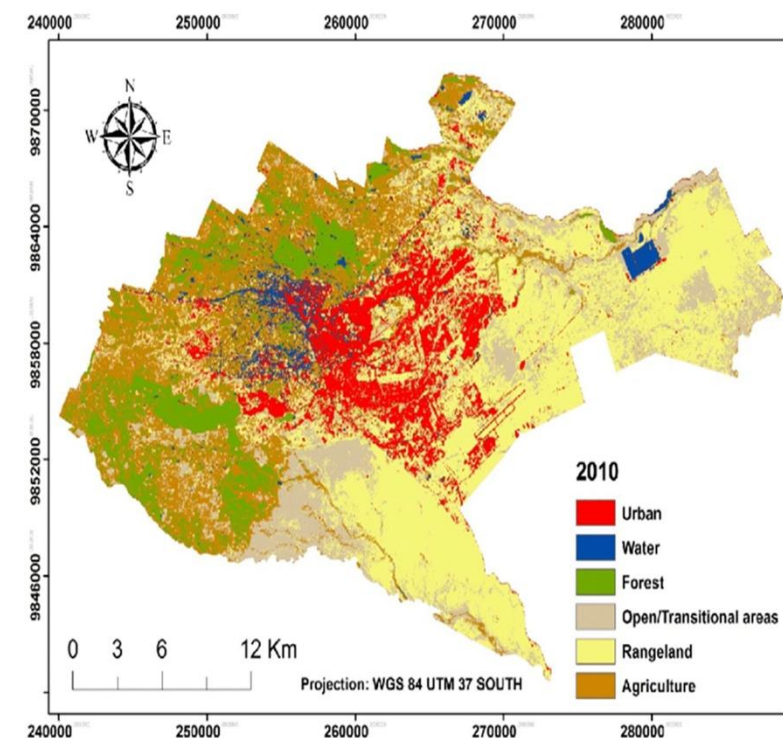 240000 250000 260000 270000 280000
N
W E
S
9870000
9864000
9858000
9852000
9846000
2010
Urban
Water
Forest
Open/Transitional areas
Rangeland
Agriculture
0 3 6 12 Km
Projection: WGS 84 UTM 37 SOUTH
240000 250000 260000 270000 280000